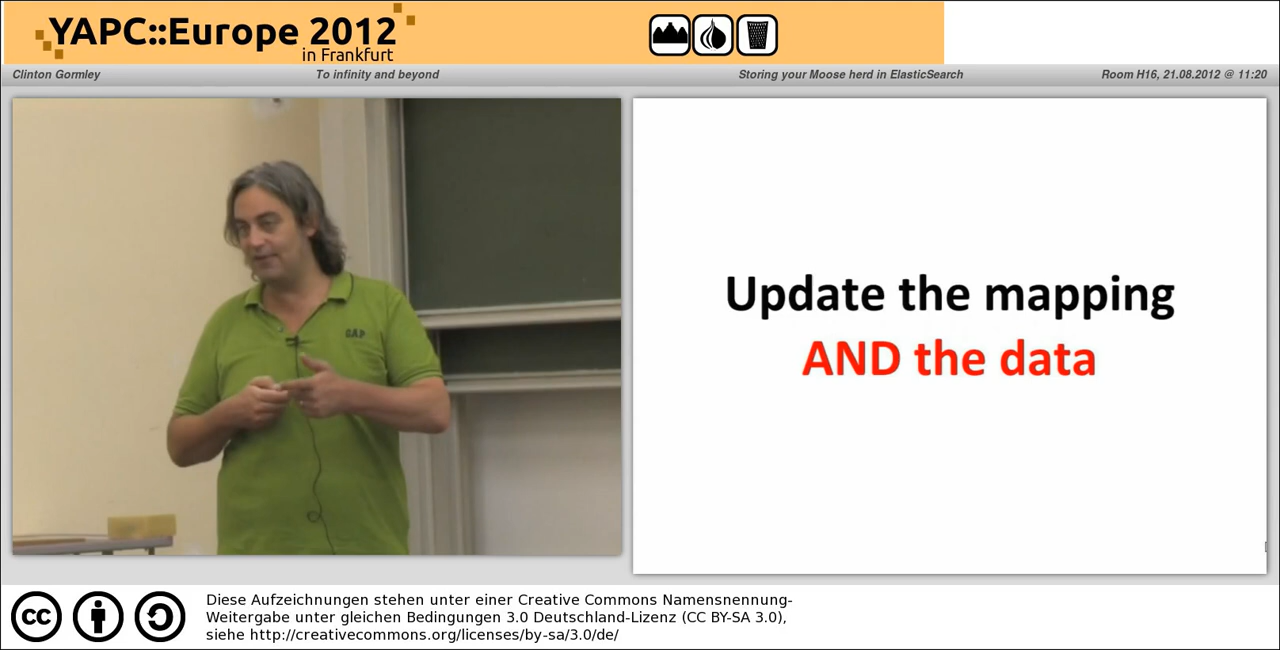 YAPC::Europe 2012
in Frankfurt
Clinton Gormley
To infinity and beyond
Storing your Moose herd in ElasticSearch
Room H16, 21.08.2012 @ 11:20
GAP
Update the mapping
AND the data
cc
Diese Aufzeichnungen stehen unter einer Creative Commons Namensnennung-
Weitergabe unter gleichen Bedingungen 3.0 Deutschland-Lizenz (CC BY-SA 3.0),
siehe http://creativecommons.org/licenses/by-sa/3.0/de/